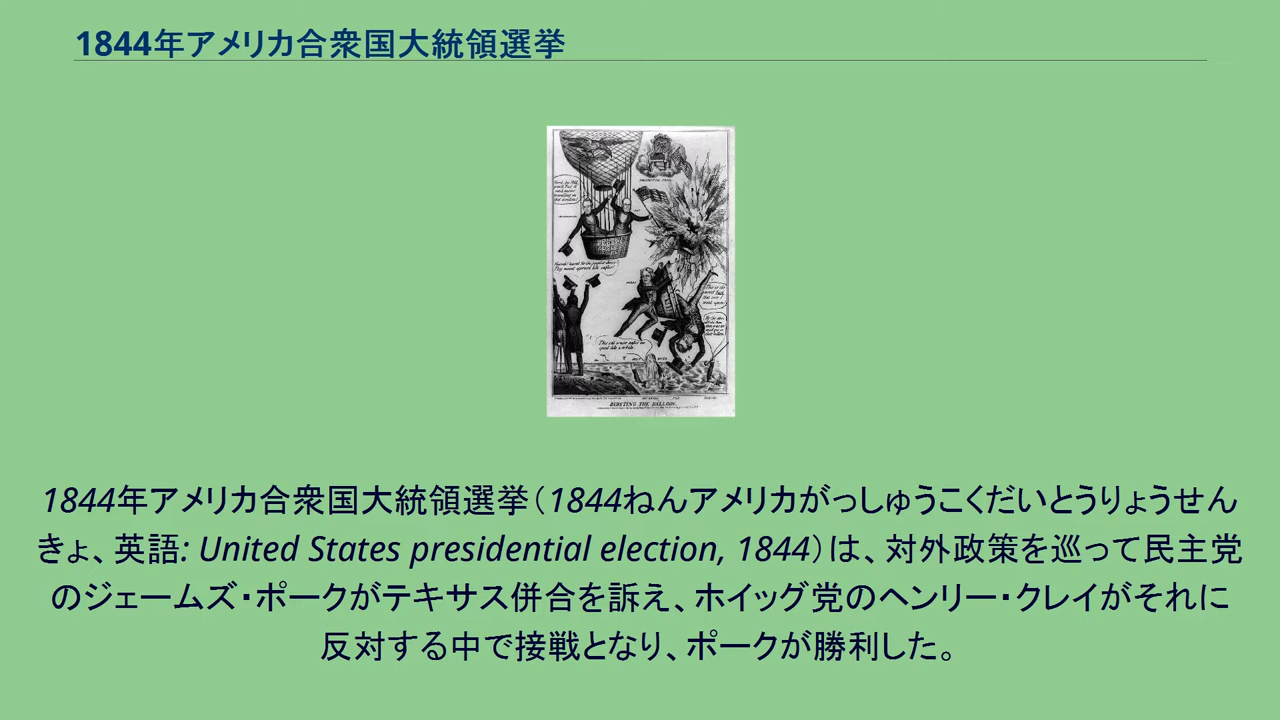 1844年アメリカ合衆国大統領選挙
BURSTING THE BALLOON.
1844年アメリカ合衆国大統領選挙（1844ねんアメリカがっしゅうこくだいとうりょうせん
きょ、英語: United States presidential election, 1844）は、対外政策を巡って民主党
のジェームズ・ポークがテキサス併合を訴え、ホイッグ党のヘンリー・クレイがそれに
反対する中で接戦となり、ポークが勝利した。